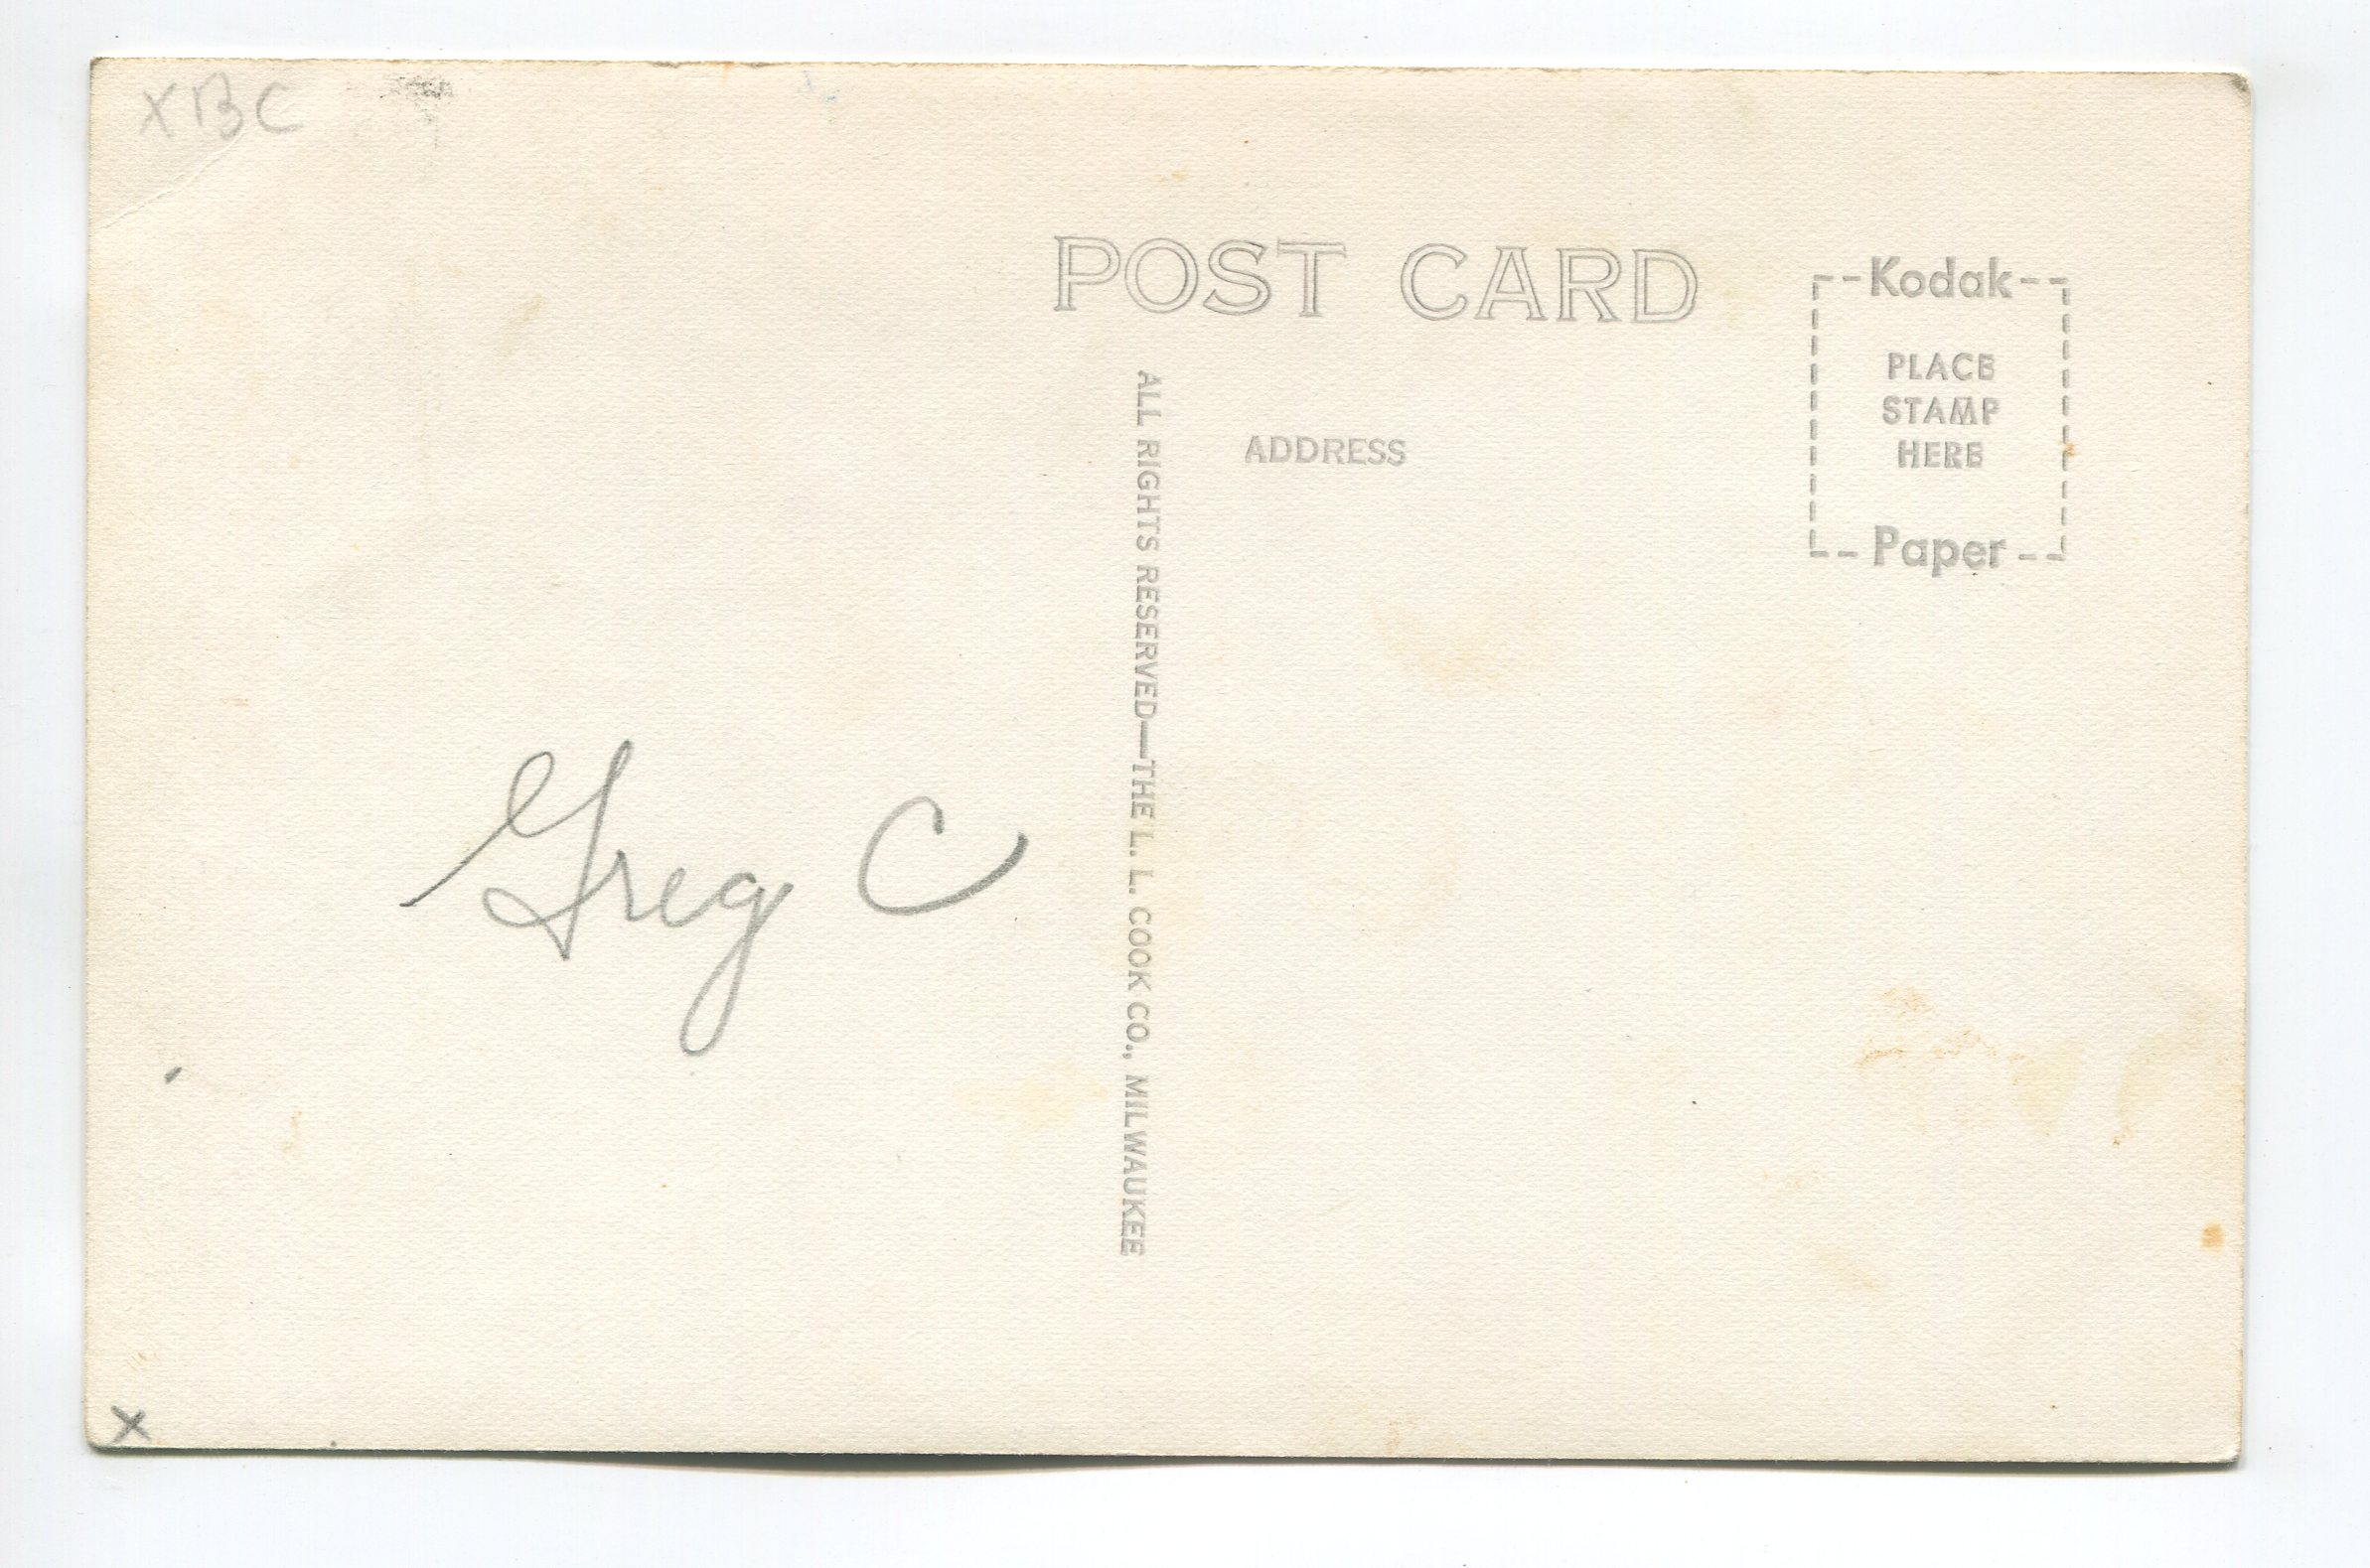 XBC
POST CARD
Kodak
PLACE
STAMP
HERE
Paper
ADDRESS
ALL RIGHTS RESERVED—THE L. L. COOK CO., MILWAUKEE
Greg C
X